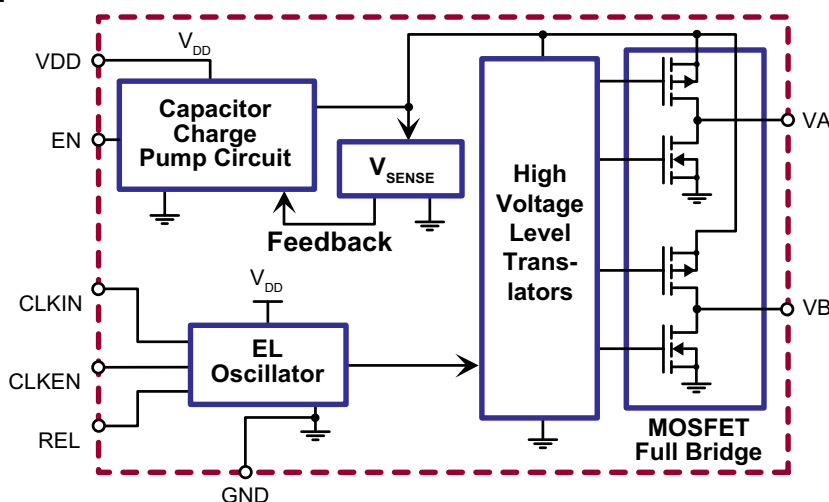 VDD
EN
VDD
Capacitor
Charge
Pump Circuit
VSENSE
Feedback
High
Voltage
Level
Trans-
lators
VA
VB
MOSFET
Full Bridge
CLKIN
CLKEN
REL
VDD
EL
Oscillator
GND